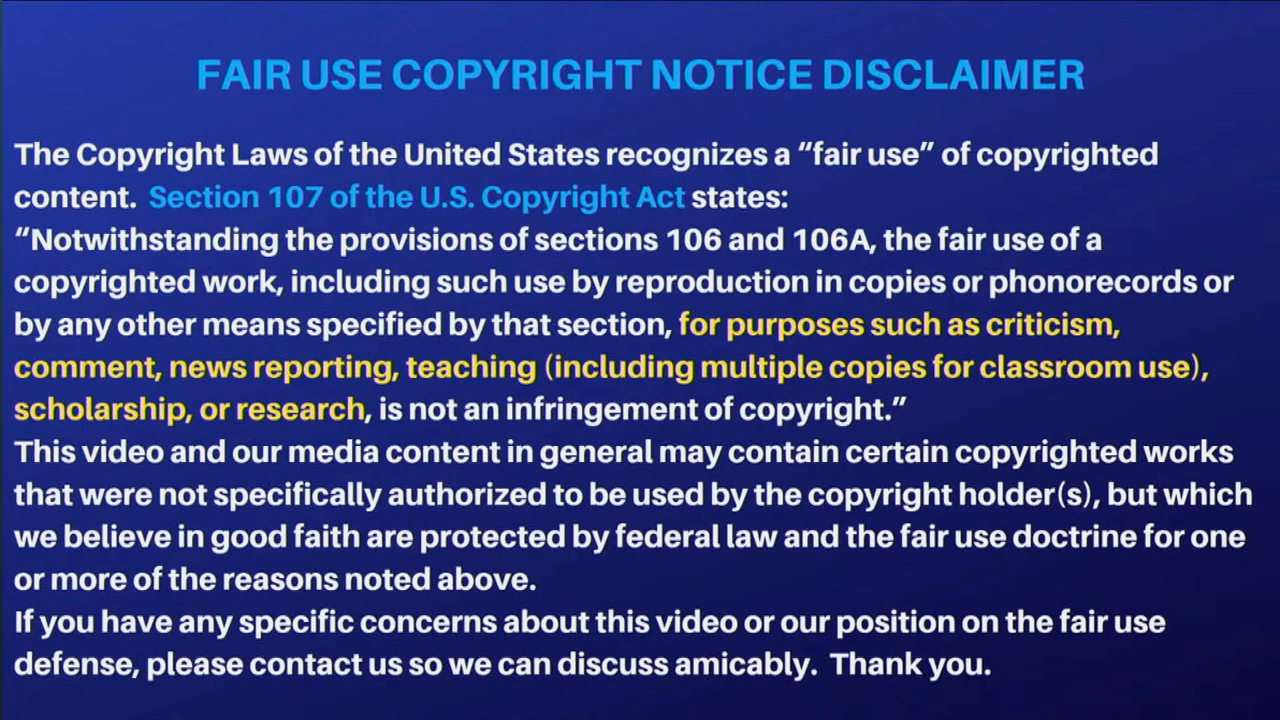 FAIR USE COPYRIGHT NOTICE DISCLAIMER
The Copyright Laws of the United States recognizes a “fair use” of copyrighted
content. Section 107 of the U.S. Copyright Act states:
“Notwithstanding the provisions of sections 106 and 106A, the fair use of a
copyrighted work, including such use by reproduction in copies or phonorecords or
by any other means specified by that section, for purposes such as criticism,
comment, news reporting, teaching (including multiple copies for classroom use),
scholarship, or research, is not an infringement of copyright.”
This video and our media content in general may contain certain copyrighted works
that were not specifically authorized to be used by the copyright holder(s), but which
we believe in good faith are protected by federal law and the fair use doctrine for one
or more of the reasons noted above.
If you have any specific concerns about this video or our position on the fair use
defense, please contact us so we can discuss amicably. Thank you.